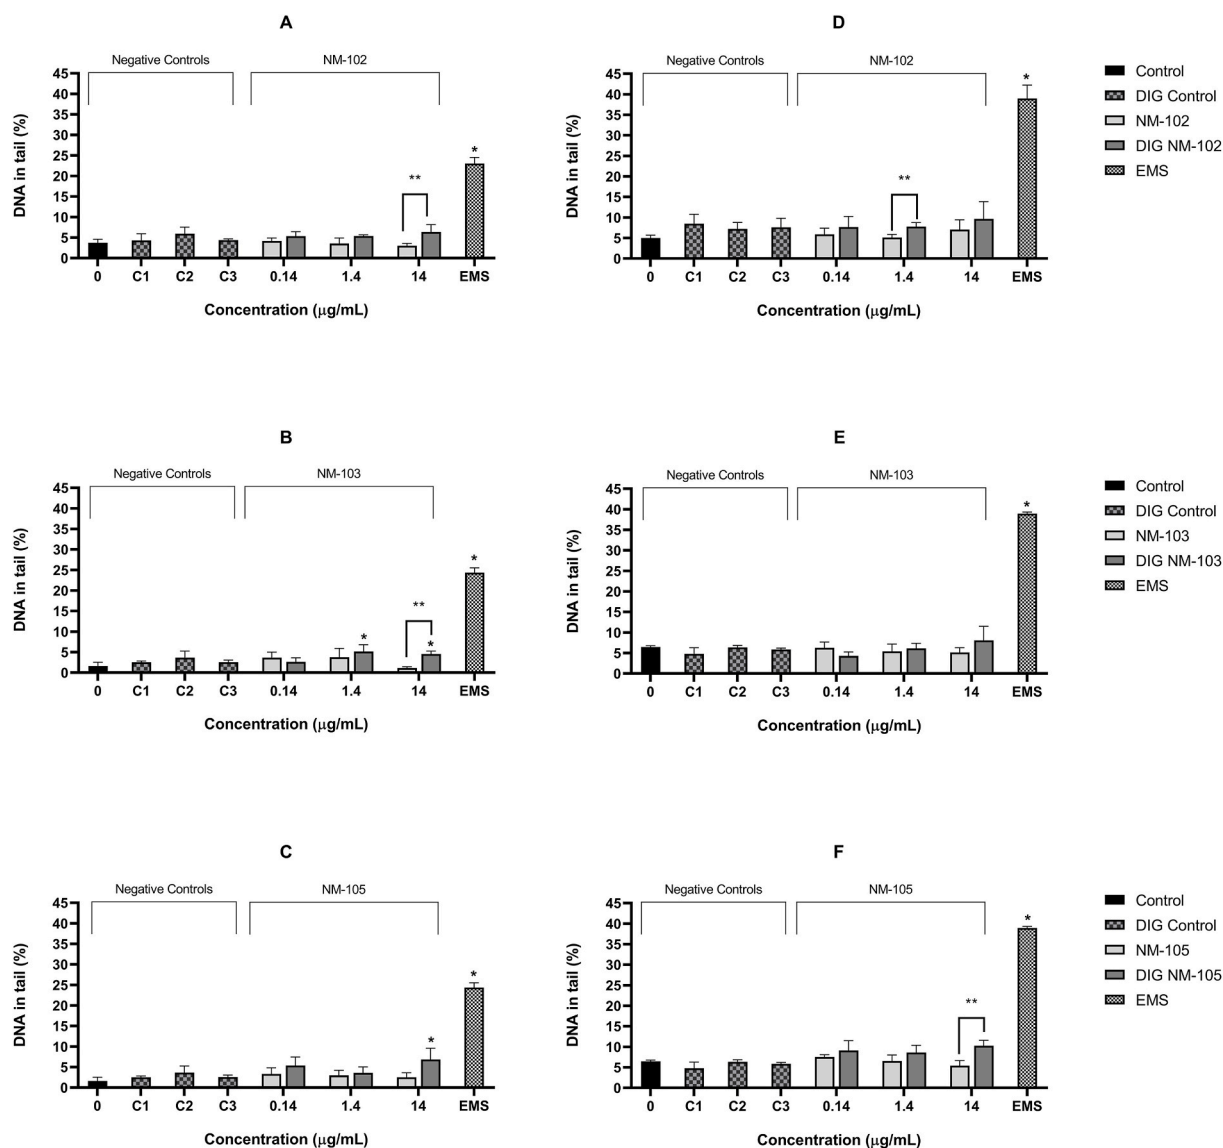 A
Negative Controls
NM-102
45
40
35
30
25
20
15
10
5
0
DNA in tail (%)
**
*
0 C1 C2 C3 0.14 1.4 14 EMS
Concentration (μg/mL)
D
Negative Controls
NM-102
45
40
35
30
25
20
15
10
5
0
DNA in tail (%)
**
*
0 C1 C2 C3 0.14 1.4 14 EMS
Concentration (μg/mL)
Control
DIG Control
NM-102
DIG NM-102
EMS
B
Negative Controls
NM-103
45
40
35
30
25
20
15
10
5
0
DNA in tail (%)
*
**
*
*
0 C1 C2 C3 0.14 1.4 14 EMS
Concentration (μg/mL)
E
Negative Controls
NM-103
45
40
35
30
25
20
15
10
5
0
DNA in tail (%)
*
0 C1 C2 C3 0.14 1.4 14 EMS
Concentration (μg/mL)
Control
DIG Control
NM-103
DIG NM-103
EMS
C
Negative Controls
NM-105
45
40
35
30
25
20
15
10
5
0
DNA in tail (%)
*
*
0 C1 C2 C3 0.14 1.4 14 EMS
Concentration (μg/mL)
F
Negative Controls
NM-105
45
40
35
30
25
20
15
10
5
0
DNA in tail (%)
**
*
0 C1 C2 C3 0.14 1.4 14 EMS
Concentration (μg/mL)
Control
DIG Control
NM-105
DIG NM-105
EMS